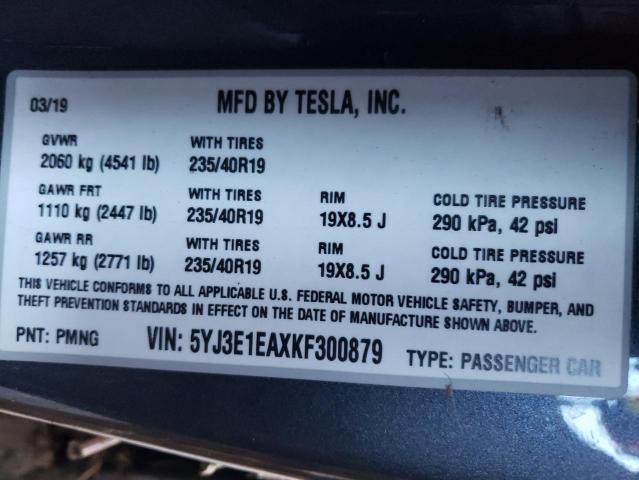 03/19 MFD BY TESLA, INC.
GVWR WITH TIRES
2060 kg (4541 lb) 235/40R19
GAWR FRT WITH TIRES RIM COLD TIRE PRESSURE
1110 kg (2447 lb) 235/40R19 19X8.5 J 290 kPa, 42 psi
GAWR RR WITH TIRES RIM COLD TIRE PRESSURE
1257 kg (2771 lb) 235/40R19 19X8.5 J 290 kPa, 42 psi
THIS VEHICLE CONFORMS TO ALL APPLICABLE U.S. FEDERAL MOTOR VEHICLE SAFETY, BUMPER, AND
THEFT PREVENTION STANDARDS IN EFFECT ON THE DATE OF MANUFACTURE SHOWN ABOVE.
PNT: PMNG VIN: 5YJ3E1EAXKF300879 TYPE: PASSENGER CAR